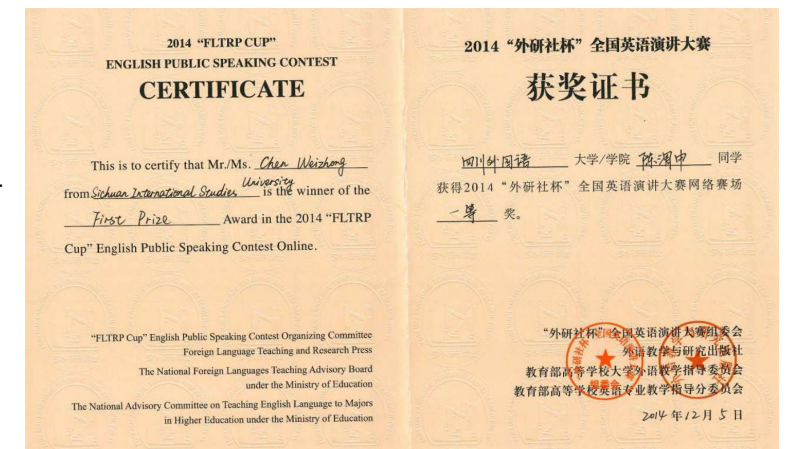 2014 “FLTRP CUP”
ENGLISH PUBLIC SPEAKING CONTEST
CERTIFICATE
This is to certify that Mr./Ms. Chen Weizhong
University
from Sichuan International Studies is the winner of the
First Prize Award in the 2014 “FLTRP
Cup” English Public Speaking Contest Online.
“FLTRP Cup” English Public Speaking Contest Organizing Committee
Foreign Language Teaching and Research Press
The National Foreign Languages Teaching Advisory Board
under the Ministry of Education
The National Advisory Committee on Teaching English Language to Majors
in Higher Education under the Ministry of Education
2014“外研社杯”全国英语演讲大赛
获奖证书
四川外国语 大学/学院 陈渭中 同学
获得2014“外研社杯”全国英语演讲大赛网络赛场
一等 奖。
“外研社杯”全国英语演讲大赛组委会
外语教学与研究出版社
教育部高等学校大学外语教学指导委员会
教育部高等学校英语专业教学指导分委员会
2014年12月5日